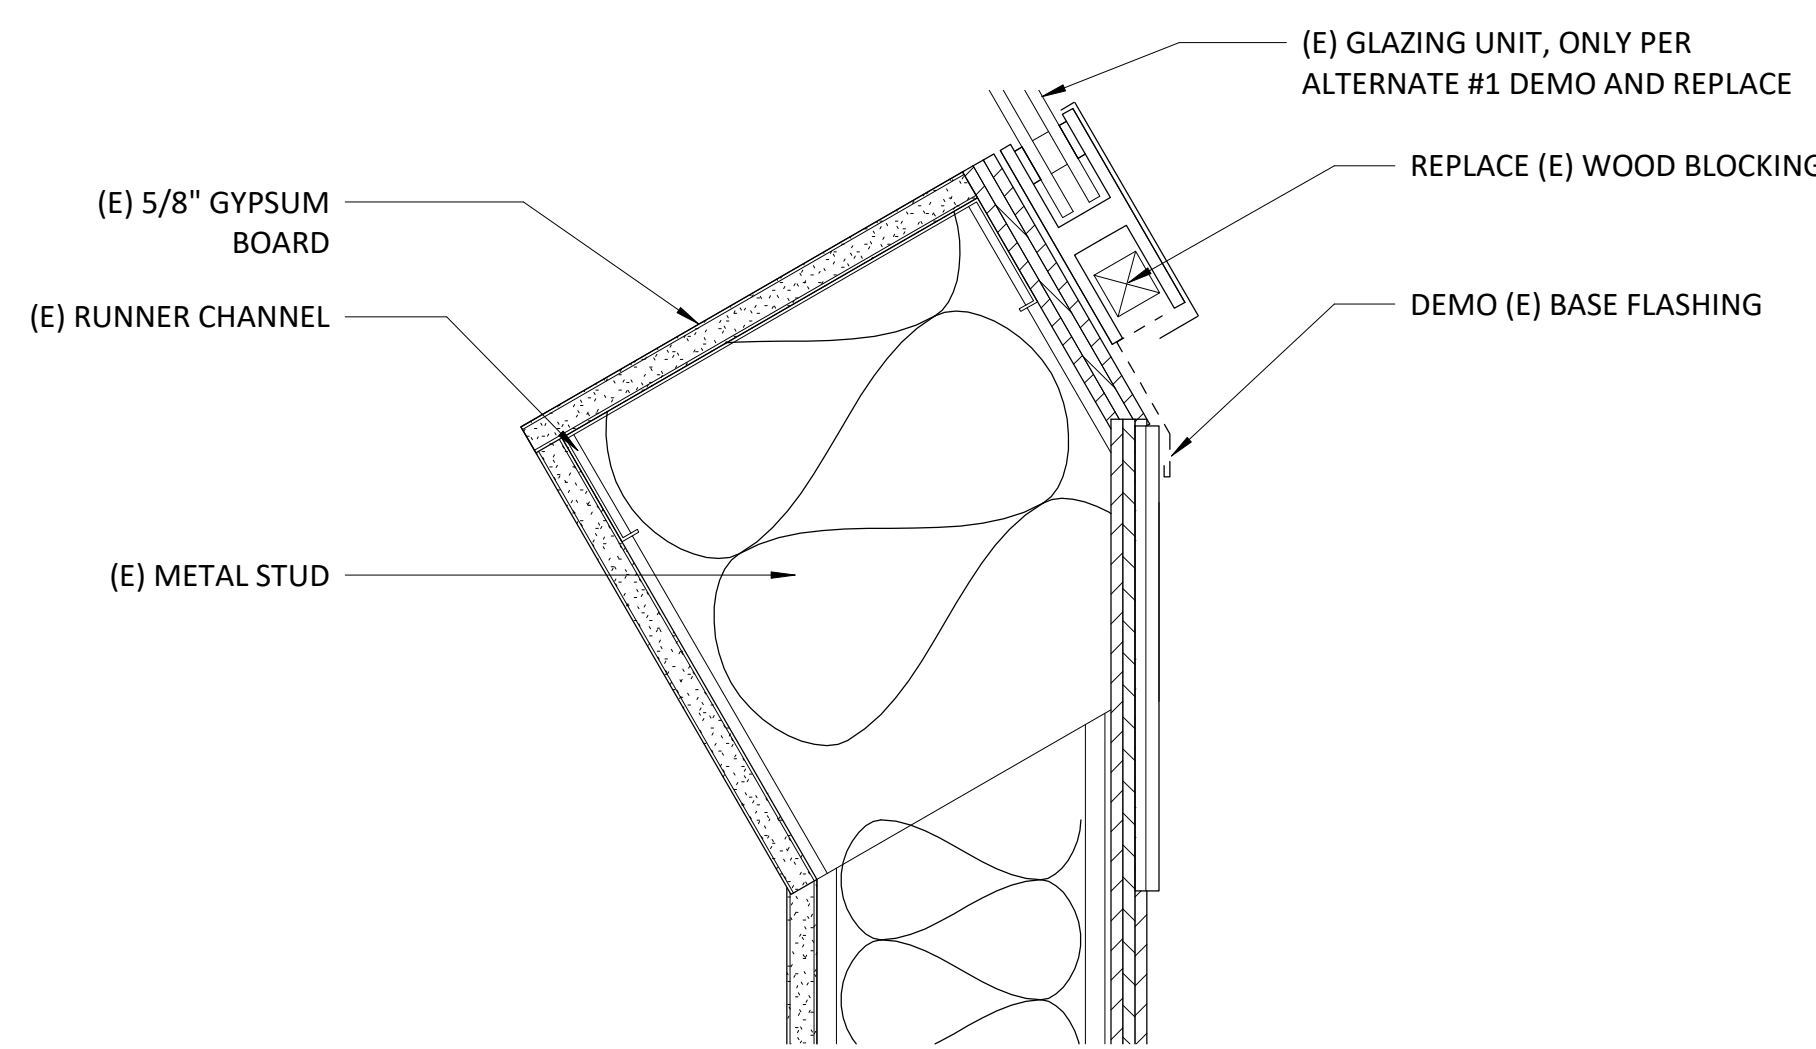 (E) GLAZING UNIT, ONLY PER
ALTERNATE #1 DEMO AND REPLACE
REPLACE (E) WOOD BLOCKING
DEMO (E) BASE FLASHING
(E) 5/8" GYPSUM
BOARD
(E) RUNNER CHANNEL
(E) METAL STUD